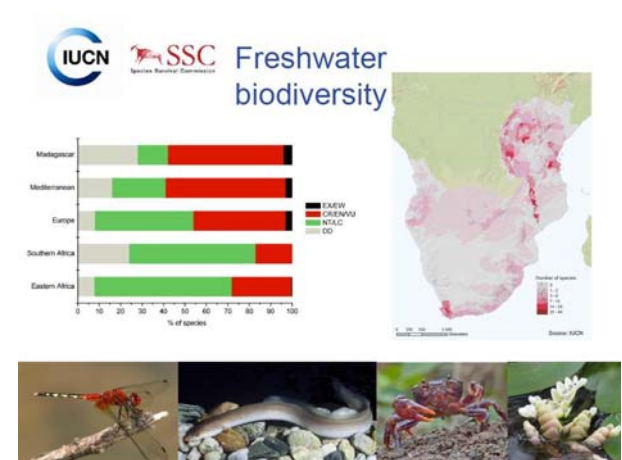 IUCN
SSC
Species Survival Commission
Freshwater
biodiversity
Madagascar
Mediterranean
Europe
Southern Africa
Eastern Africa
0 10 20 30 40 50 60 70 80 90 100
% of species
EX/EW
CR/EN/VU
NT/LC
DD
Number of species
0
Source: IUCN